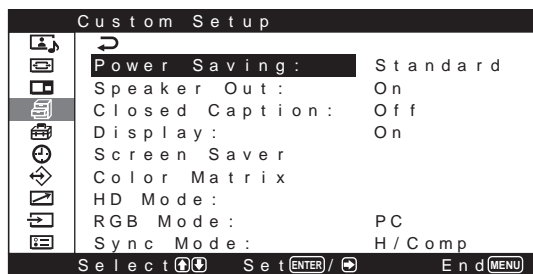 Custom Setup
Power Saving: Standard
Speaker Out: On
Closed Caption: Off
Display: On
Screen Saver
Color Matrix
HD Mode:
RGB Mode: PC
Sync Mode: H/Comp
Select Set ENTER / End MENU